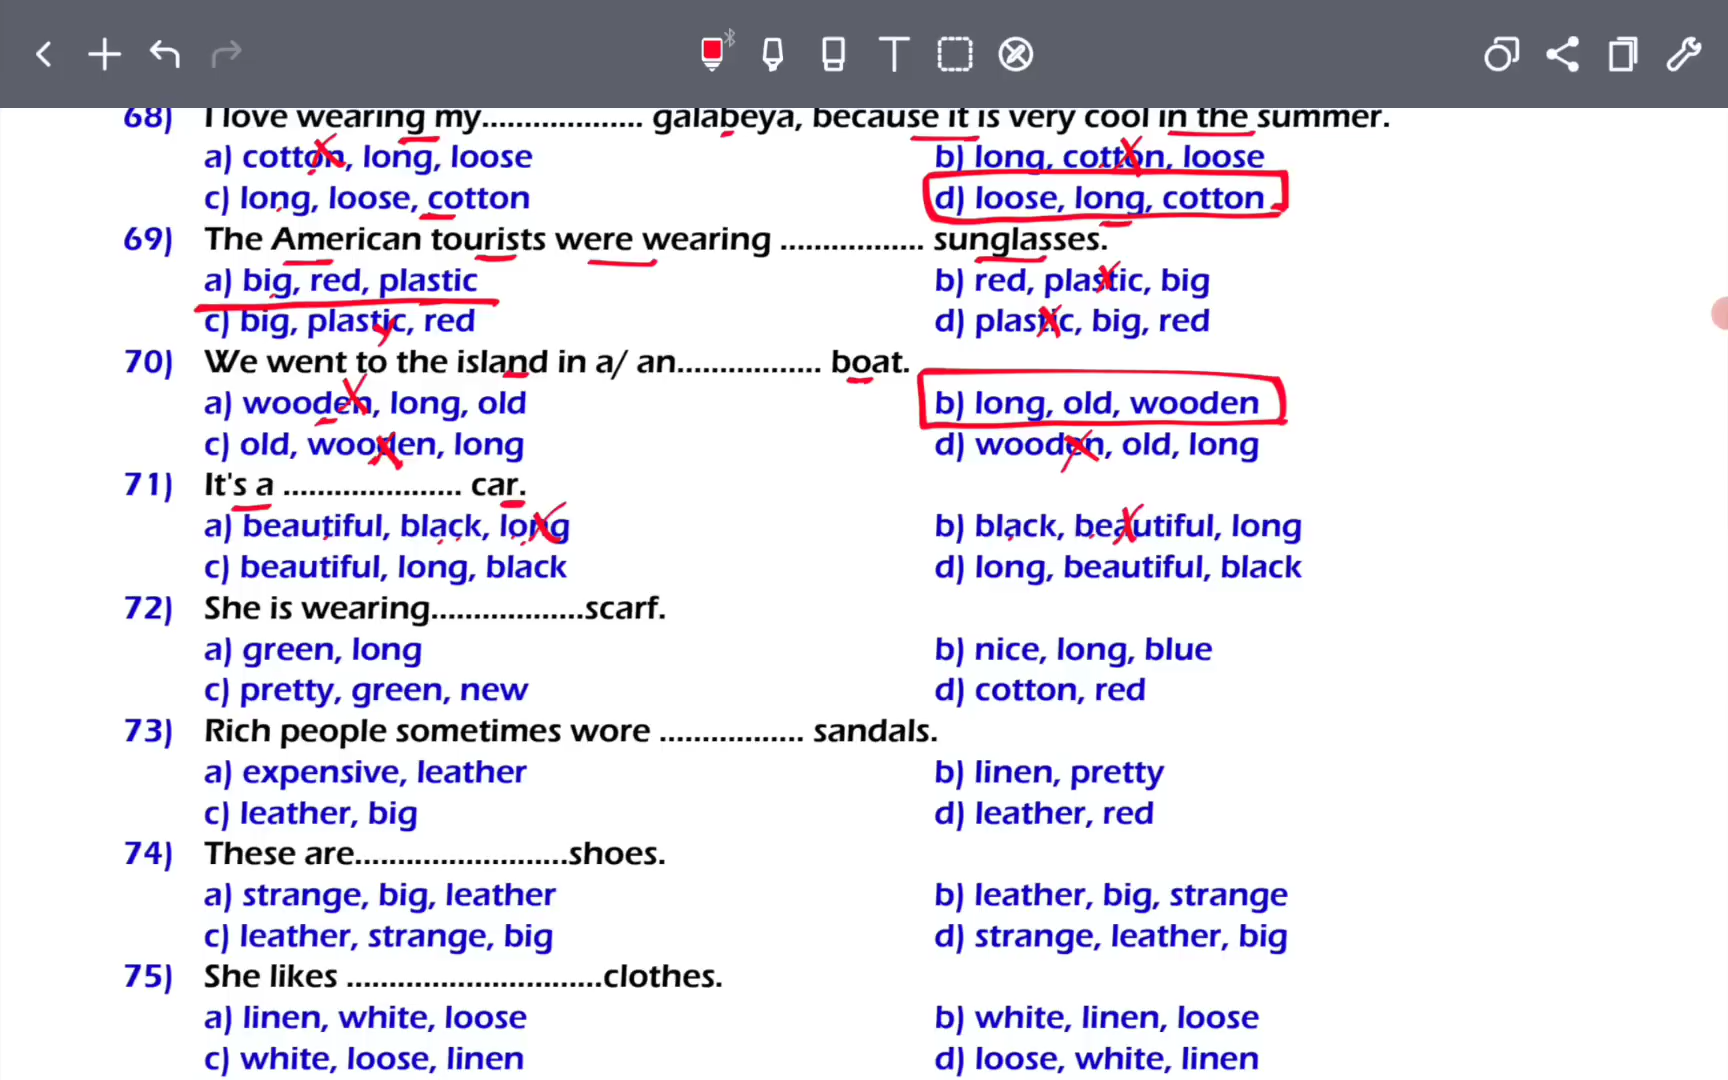 68) I love wearing my................... galabeya, because it is very cool in the summer.
a) cotton, long, loose b) long, cotton, loose
c) long, loose, cotton d) loose, long, cotton
69) The American tourists were wearing ................. sunglasses.
a) big, red, plastic b) red, plastic, big
c) big, plastic, red d) plastic, big, red
70) We went to the island in a/ an................. boat.
a) wooden, long, old b) long, old, wooden
c) old, wooden, long d) wooden, old, long
71) It's a ..................... car.
a) beautiful, black, long b) black, beautiful, long
c) beautiful, long, black d) long, beautiful, black
72) She is wearing..................scarf.
a) green, long b) nice, long, blue
c) pretty, green, new d) cotton, red
73) Rich people sometimes wore ................. sandals.
a) expensive, leather b) linen, pretty
c) leather, big d) leather, red
74) These are.........................shoes.
a) strange, big, leather b) leather, big, strange
c) leather, strange, big d) strange, leather, big
75) She likes ..............................clothes.
a) linen, white, loose b) white, linen, loose
c) white, loose, linen d) loose, white, linen